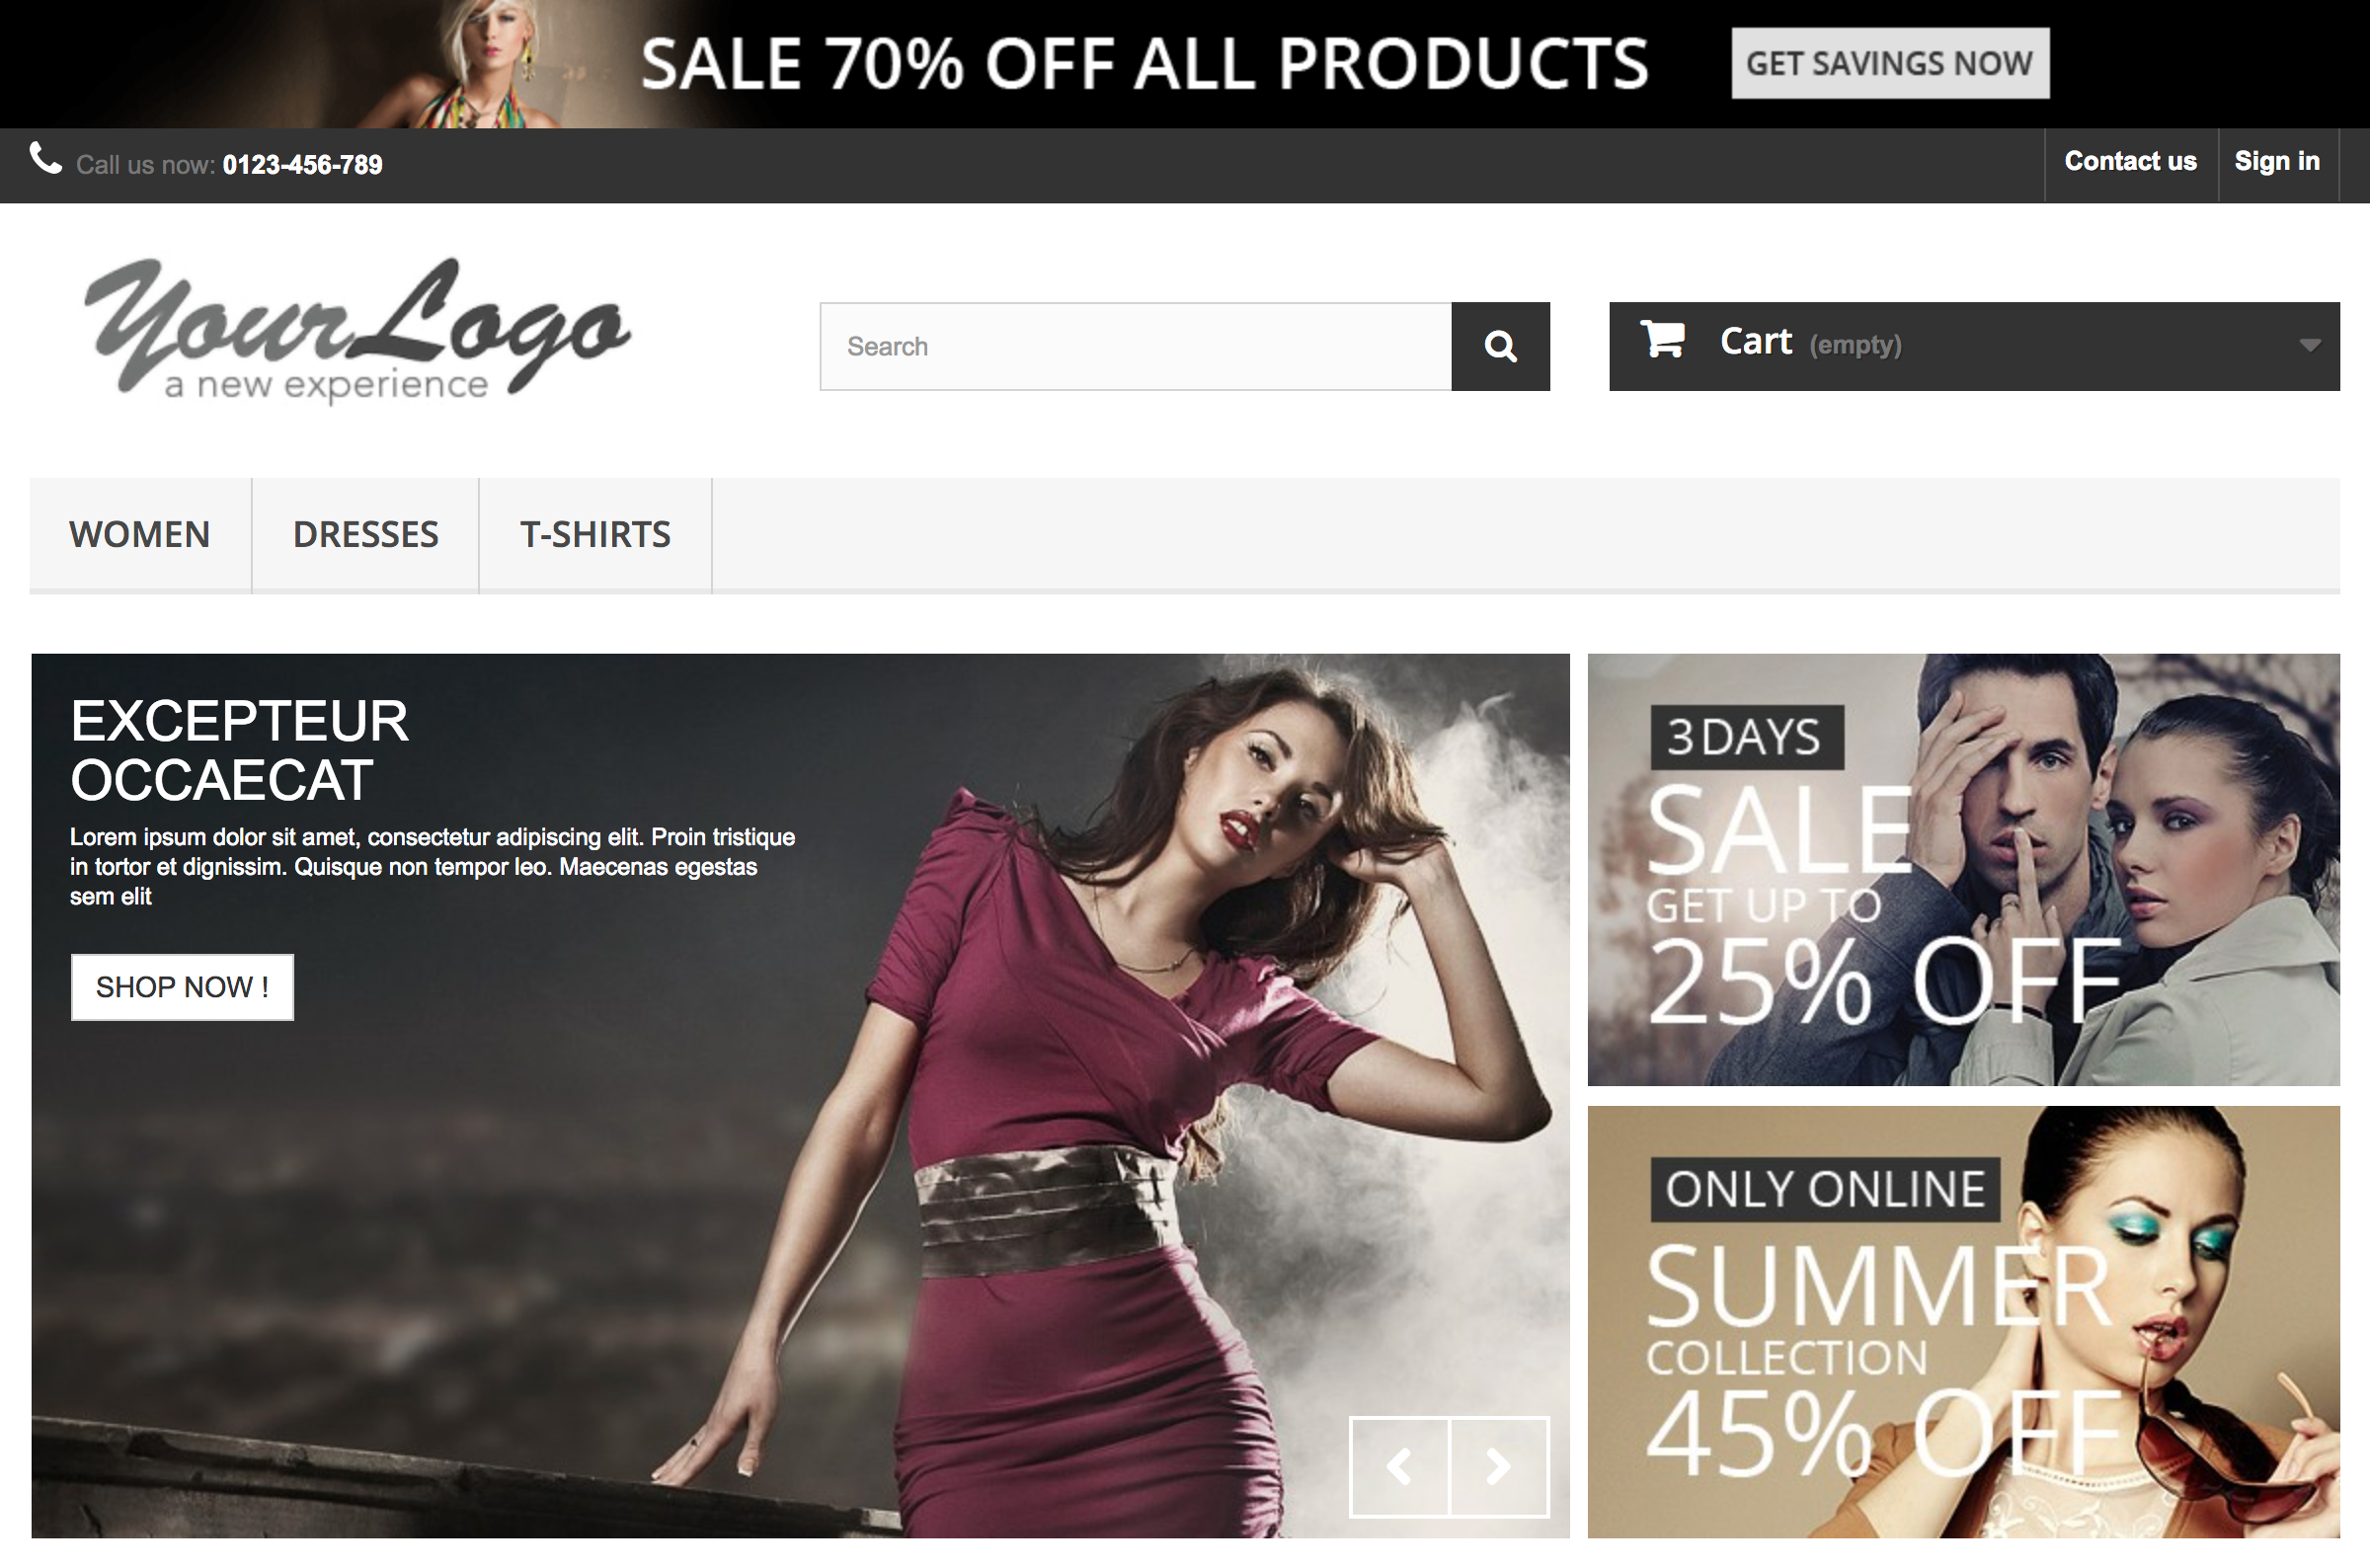 SALE 70% OFF ALL PRODUCTS
GET SAVINGS NOW
Call us now: 0123-456-789
Contact us
Sign in
YourLogo
a new experience
Search
Cart (empty)
WOMEN
DRESSES
T-SHIRTS
EXCEPTEUR
OCCAECAT
Lorem ipsum dolor sit amet, consectetur adipiscing elit. Proin tristique
in tortor et dignissim. Quisque non tempor leo. Maecenas egestas
sem elit
SHOP NOW !
3 DAYS
SALE
GET UP TO
25% OFF
ONLY ONLINE
SUMMER
COLLECTION
45% OFF